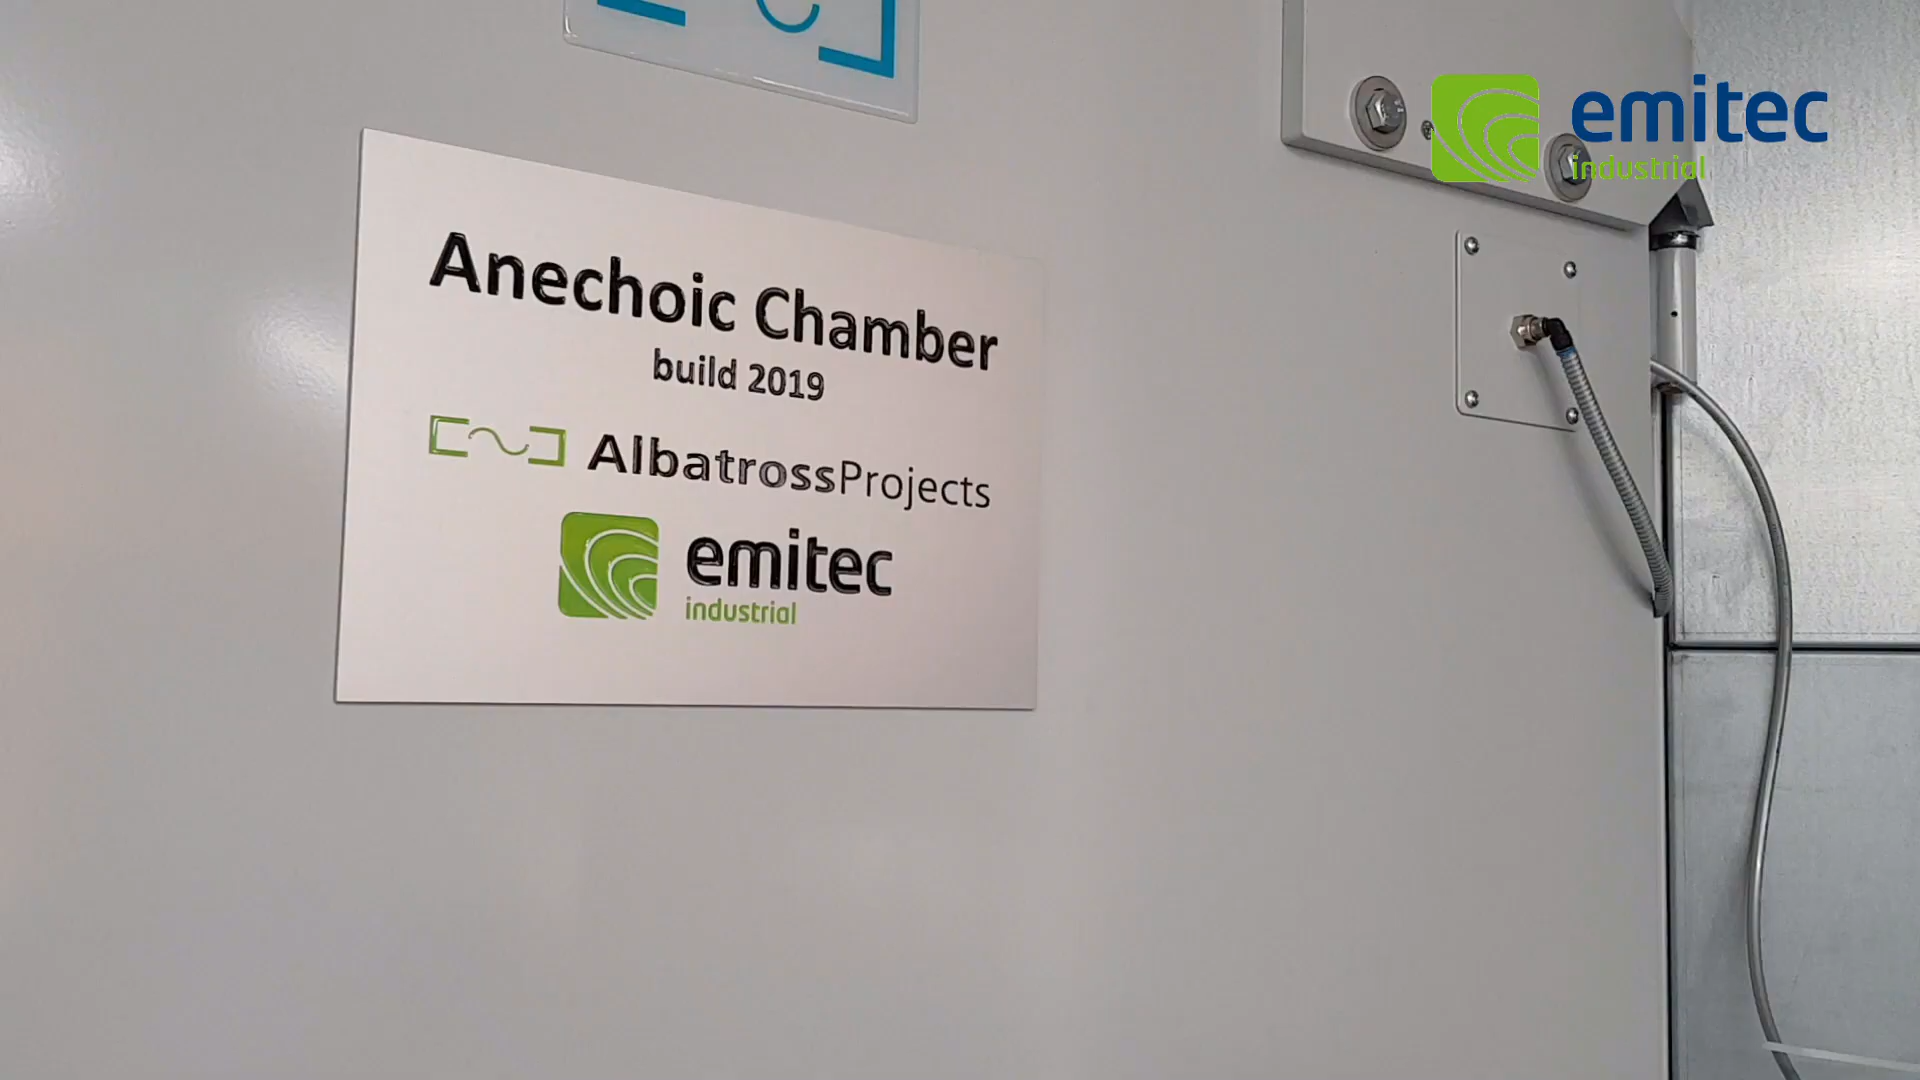 emitec
industrial
Anechoic Chamber
build 2019
AlbatrossProjects
emitec
industrial